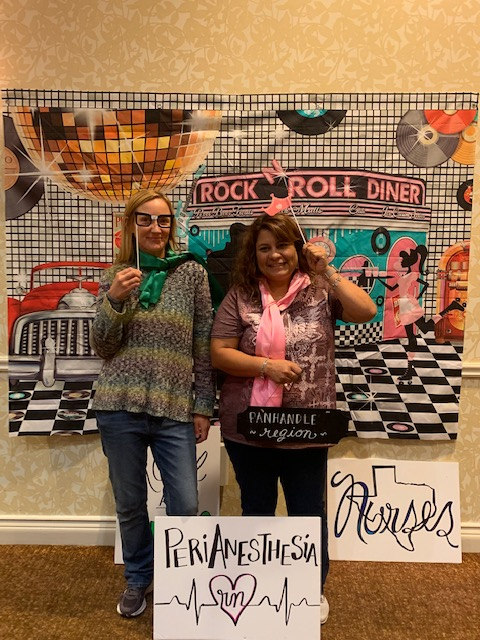 ROCK ROLL DINER
PANHANDLE
~ region ~
Nurses
PeriAnesthesia
rn